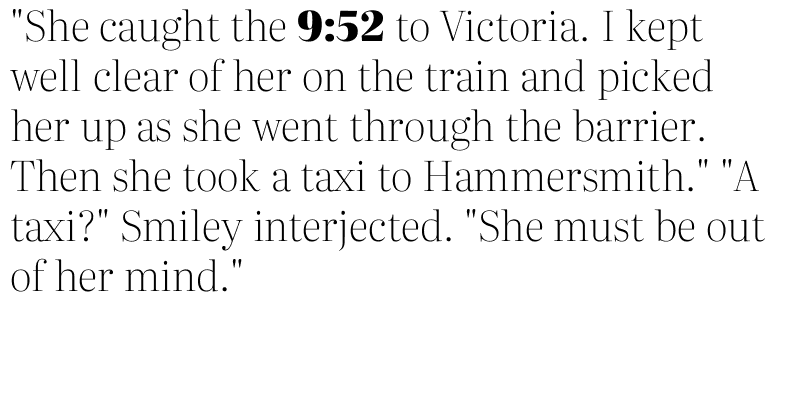 "She caught the 9:52 to Victoria. I kept
well clear of her on the train and picked
her up as she went through the barrier.
Then she took a taxi to Hammersmith." "A
taxi?" Smiley interjected. "She must be out
of her mind."